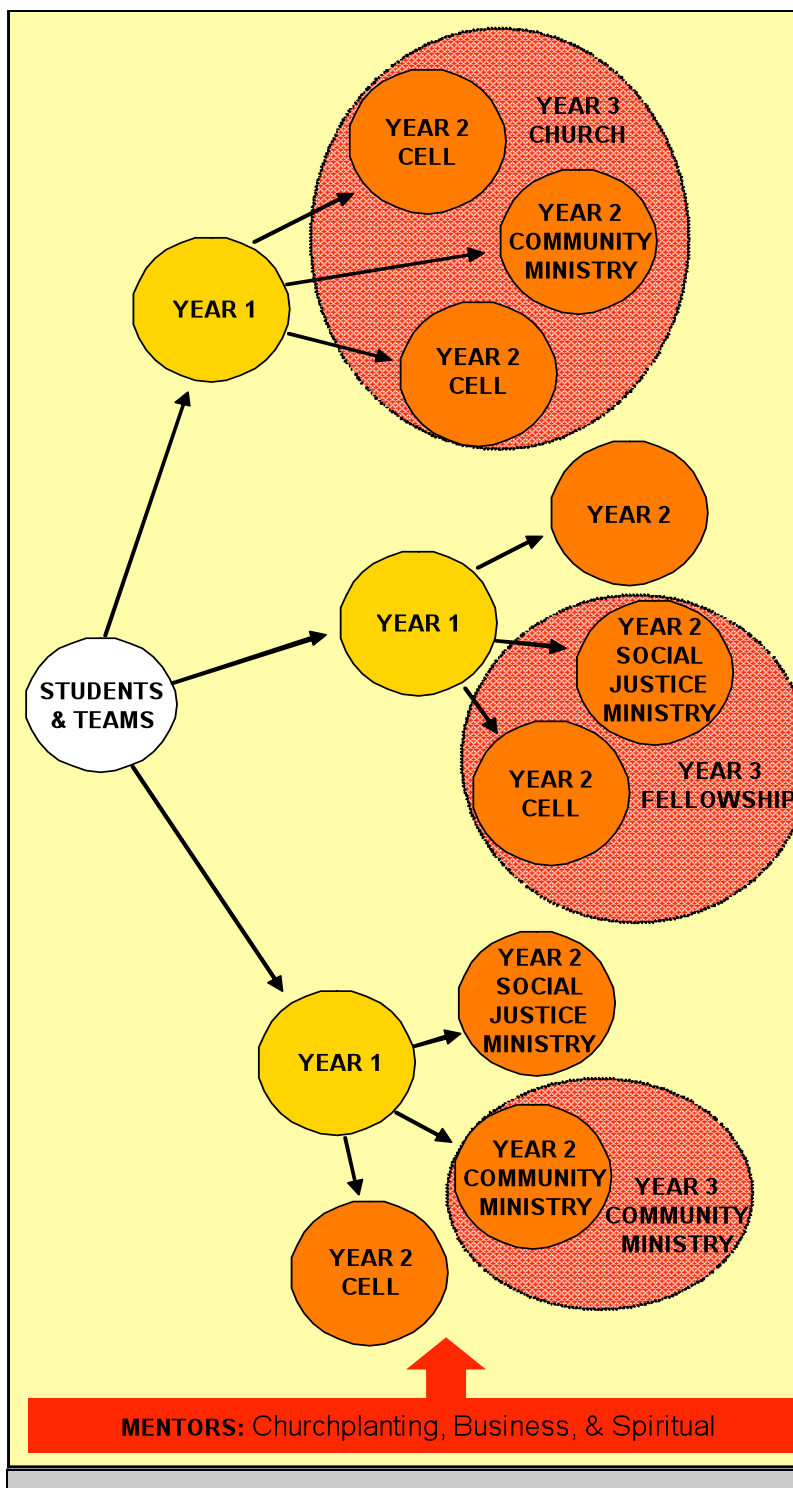 YEAR 2
CELL
YEAR 3
CHURCH
YEAR 2
COMMUNITY
MINISTRY
YEAR 1
YEAR 2
CELL
YEAR 2
YEAR 1
YEAR 2
SOCIAL
JUSTICE
MINISTRY
STUDENTS
& TEAMS
YEAR 2
CELL
YEAR 3
FELLOWSHIP
YEAR 2
SOCIAL
JUSTICE
MINISTRY
YEAR 1
YEAR 2
COMMUNITY
MINISTRY
YEAR 3
COMMUNITY
MINISTRY
YEAR 2
CELL
MENTORS: Churchplanting, Business, & Spiritual